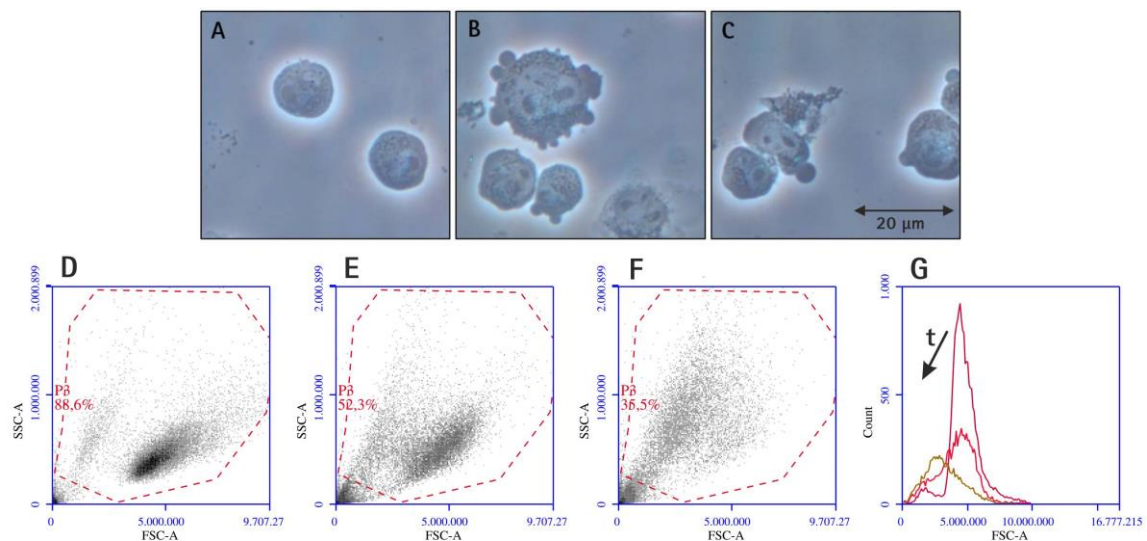 A
B
C
20 µm
D
E
F
G
2.000.899
1.000.000
0
SSC-A
P3
88,6%
0
5.000.000
9.707.27
FSC-A
2.000.899
1.000.000
0
SSC-A
P3
52,3%
0
5.000.000
9.707.27
FSC-A
2.000.899
1.000.000
0
SSC-A
P3
35,5%
0
5.000.000
9.707.27
FSC-A
1.000
500
0
Count
t
0
5.000.000
10.000.000
16.777.215
FSC-A